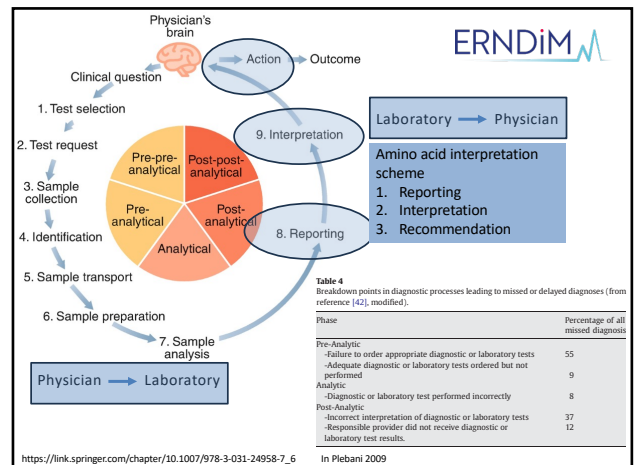 Physician's
brain
ERNDiM
Action
Outcome
Clinical question
1. Test selection
2. Test request
3. Sample
collection
4. Identification
5. Sample transport
6. Sample preparation
7. Sample
analysis
8. Reporting
9. Interpretation
Pre-pre-
analytical
Post-post-
analytical
Pre-
analytical
Post-
analytical
Analytical
Laboratory Physician
Amino acid interpretation
scheme
1. Reporting
2. Interpretation
3. Recommendation
Physician Laboratory
Table 4
Breakdown points in diagnostic processes leading to missed or delayed diagnoses (from
reference [42], modified).
Phase Percentage of all
missed diagnosis
Pre-Analytic
-Failure to order appropriate diagnostic or laboratory tests 55
-Adequate diagnostic or laboratory tests ordered but not
performed 9
Analytic
-Diagnostic or laboratory test performed incorrectly 8
Post-Analytic
-Incorrect interpretation of diagnostic or laboratory tests 37
-Responsible provider did not receive diagnostic or 12
laboratory test results.
https://link.springer.com/chapter/10.1007/978-3-031-24958-7_6 In Plebani 2009